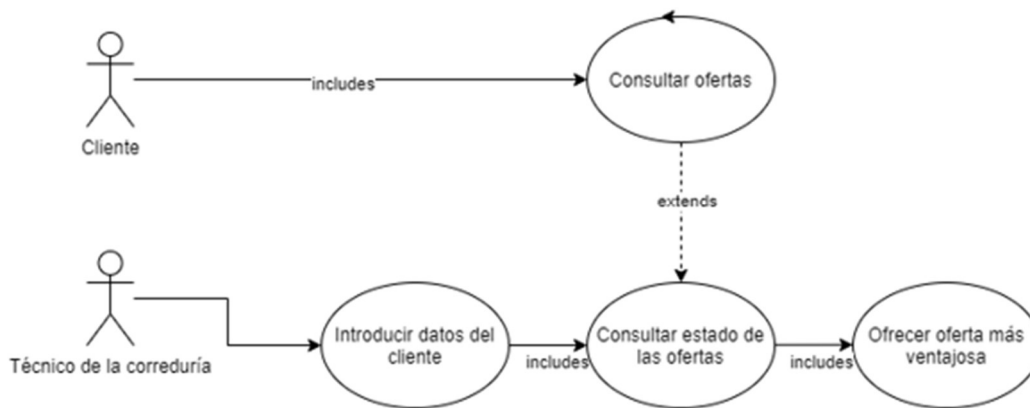 Consultar ofertas
includes
Cliente
extends
Técnico de la correduría
Introducir datos del
cliente
includes
Consultar estado de
las ofertas
includes
Ofrecer oferta más
ventajosa